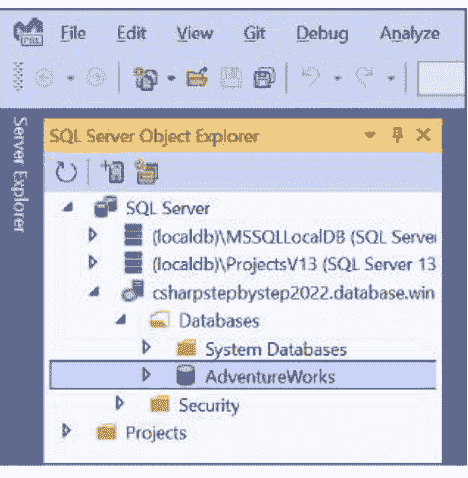 File Edit View Git Debug Analyze
Server Explorer
SQL Server Object Explorer
SQL Server
(localdb)\MSSQLLocalDB (SQL Server
(localdb)\ProjectsV13 (SQL Server 13
csharpstepbystep2022.database.win
Databases
System Databases
AdventureWorks
Security
Projects